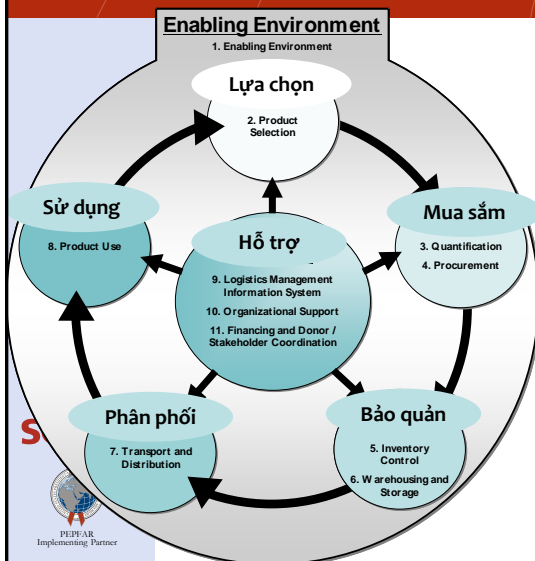 Enabling Environment
1. Enabling Environment
Lựa chọn
2. Product
Selection
Mua sắm
3. Quantification
4. Procurement
Bảo quản
5. Inventory
Control
6. Warehousing and
Storage
Phân phối
7. Transport and
Distribution
Sử dụng
8. Product Use
Hỗ trợ
9. Logistics Management
Information System
10. Organizational Support
11. Financing and Donor /
Stakeholder Coordination
PEPFAR
Implementing Partner